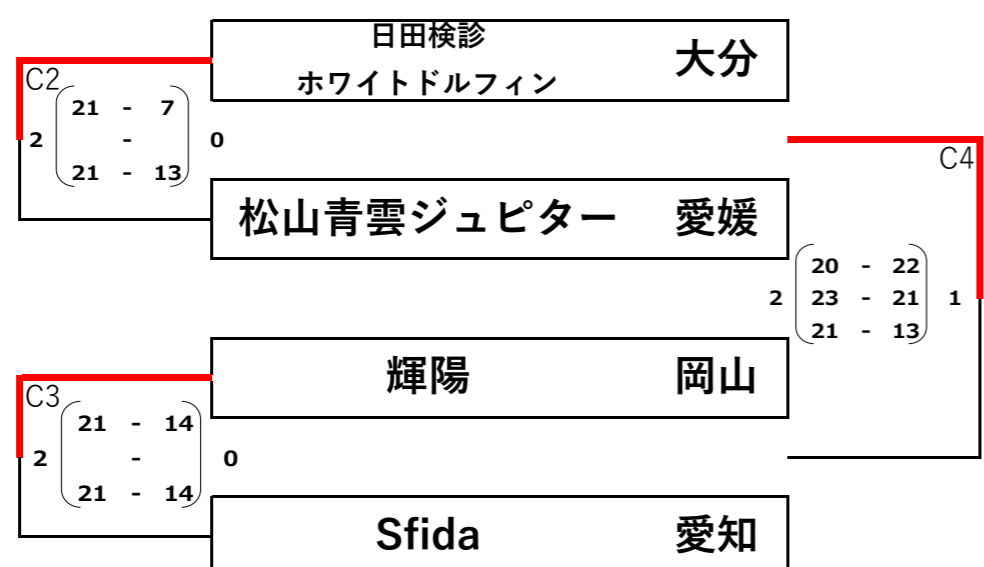 日田検診
ホワイトドルフィン 大分
C2
21 - 7
2 - 0
21 - 13
松山青雲ジュピター 愛媛
C4
20 - 22
2 23 - 21 1
21 - 13
輝陽 岡山
C3
21 - 14
2 - 0
21 - 14
Sfida 愛知